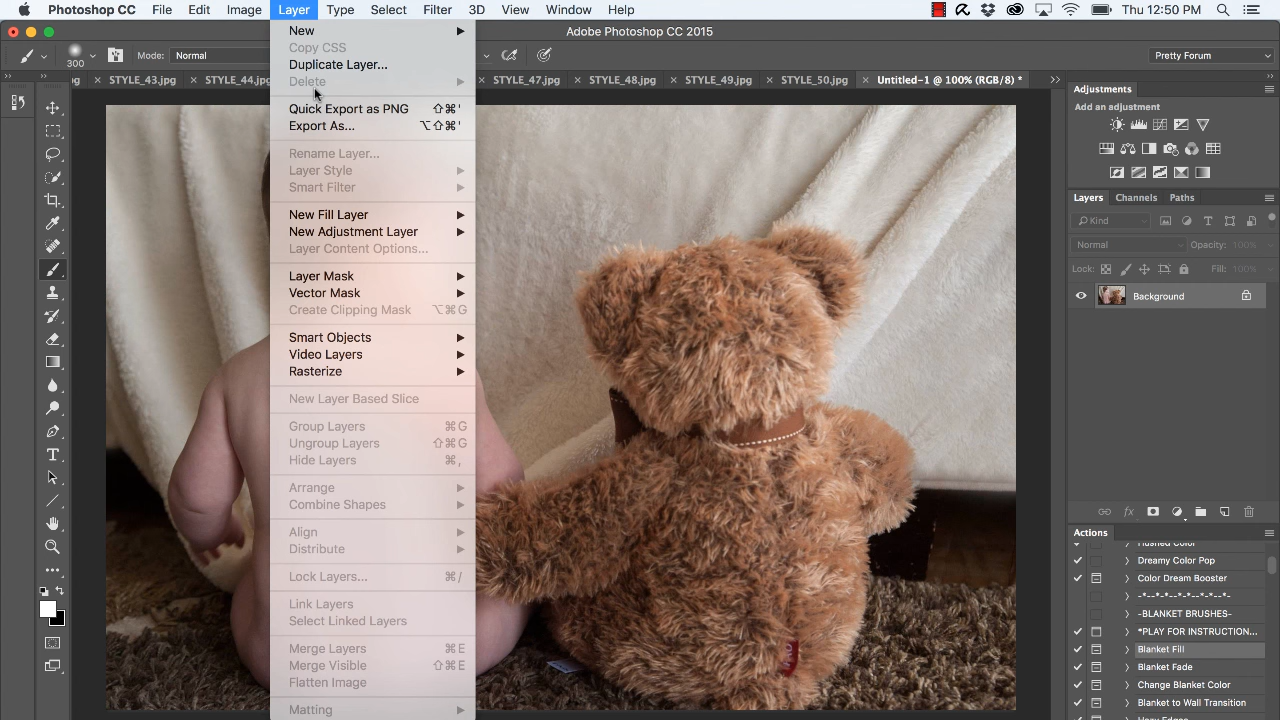 Photoshop CC File Edit Image Layer Type Select Filter 3D View Window Help Thu 12:50 PM
Adobe Photoshop CC 2015
300 Mode: Normal Pretty Forum
STYLE_43.jpg STYLE_44.jpg STYLE_47.jpg STYLE_48.jpg STYLE_49.jpg STYLE_50.jpg Untitled-1 @ 100% (RGB/8) *
New
Copy CSS
Duplicate Layer...
Delete
Quick Export as PNG ⇧⌘'
Export As... ⌥⇧⌘'
Rename Layer...
Layer Style
Smart Filter
New Fill Layer
New Adjustment Layer
Layer Content Options...
Layer Mask
Vector Mask
Create Clipping Mask ⌥⌘G
Smart Objects
Video Layers
Rasterize
New Layer Based Slice
Group Layers ⌘G
Ungroup Layers ⇧⌘G
Hide Layers ⌘,
Arrange
Combine Shapes
Align
Distribute
Lock Layers... ⌘/
Link Layers
Select Linked Layers
Merge Layers ⌘E
Merge Visible ⇧⌘E
Flatten Image
Matting
Adjustments
Add an adjustment
Layers Channels Paths
Kind
Normal Opacity: 100%
Lock: Fill: 100%
Background
Actions
Flushed Color
Dreamy Color Pop
Color Dream Booster
-*--*-*--*-*--*-*--*-
-BLANKET BRUSHES-
*PLAY FOR INSTRUCTION...
Blanket Fill
Blanket Fade
Change Blanket Color
Blanket to Wall Transition